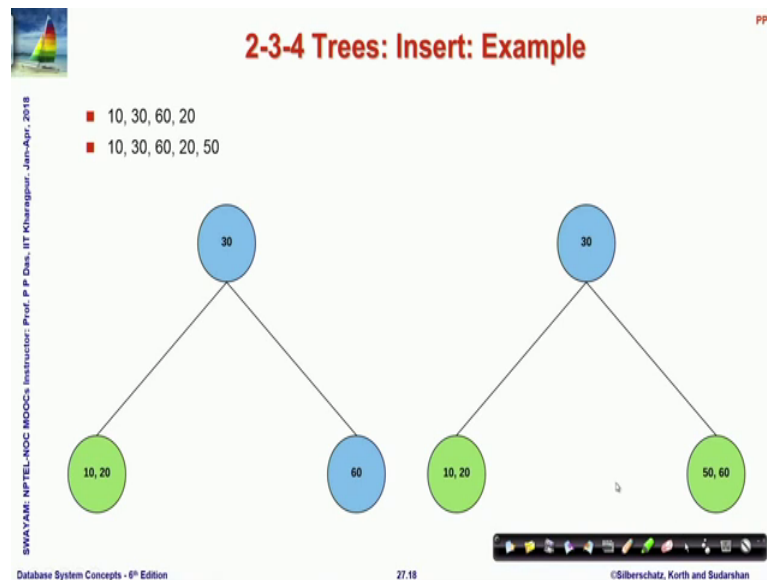 PP
2-3-4 Trees: Insert: Example
10, 30, 60, 20
10, 30, 60, 20, 50
30
30
10, 20
60
10, 20
50, 60
SWAYAM: NPTEL-NOC MOOCs Instructor: Prof. P P Das, IIT Kharagpur. Jan-Apr, 2018
Database System Concepts - 6th Edition
27.18
©Silberschatz, Korth and Sudarshan